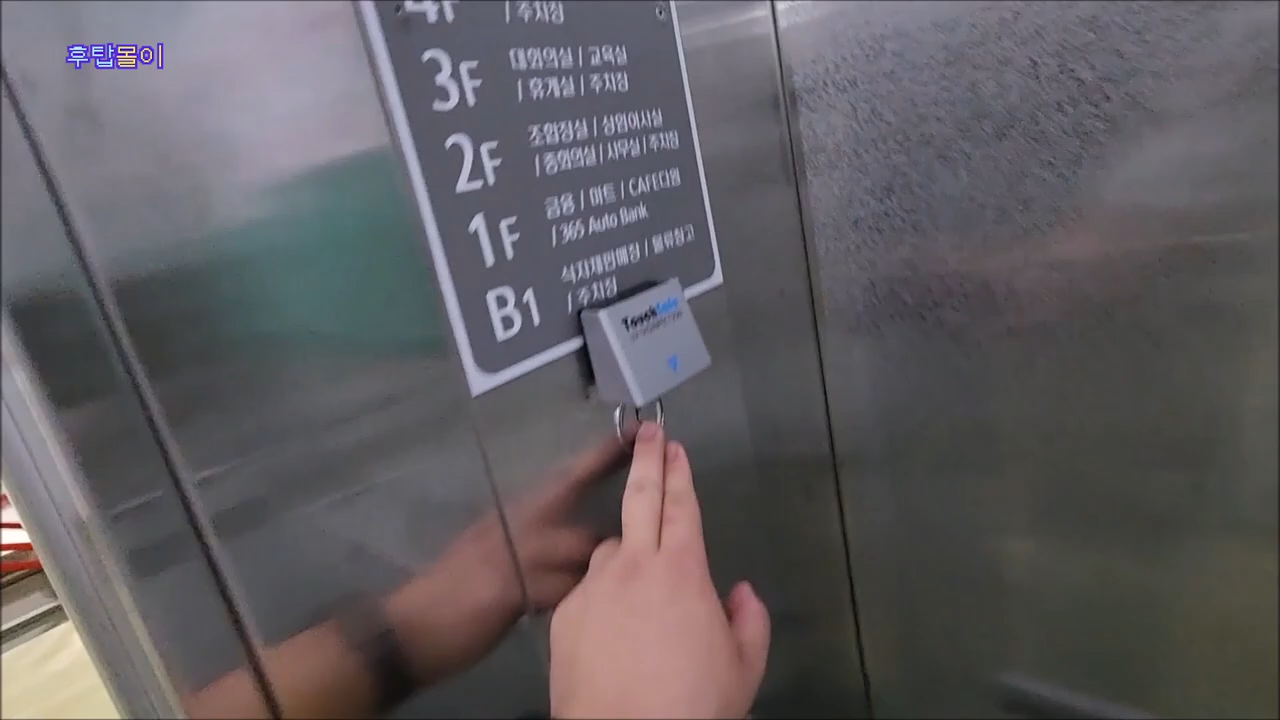 후탑몰이
4F
/ 주차장
3F
대회의실 / 교육실
/ 휴게실 / 주차장
2F
조합장실 / 상임이사실
/ 중회의실 / 사무실 / 주차장
1F
금융 / 마트 / CAFE다원
/ 365 Auto Bank
B1
식자재판매장 / 물류창고
/ 주차장
TouchSafe